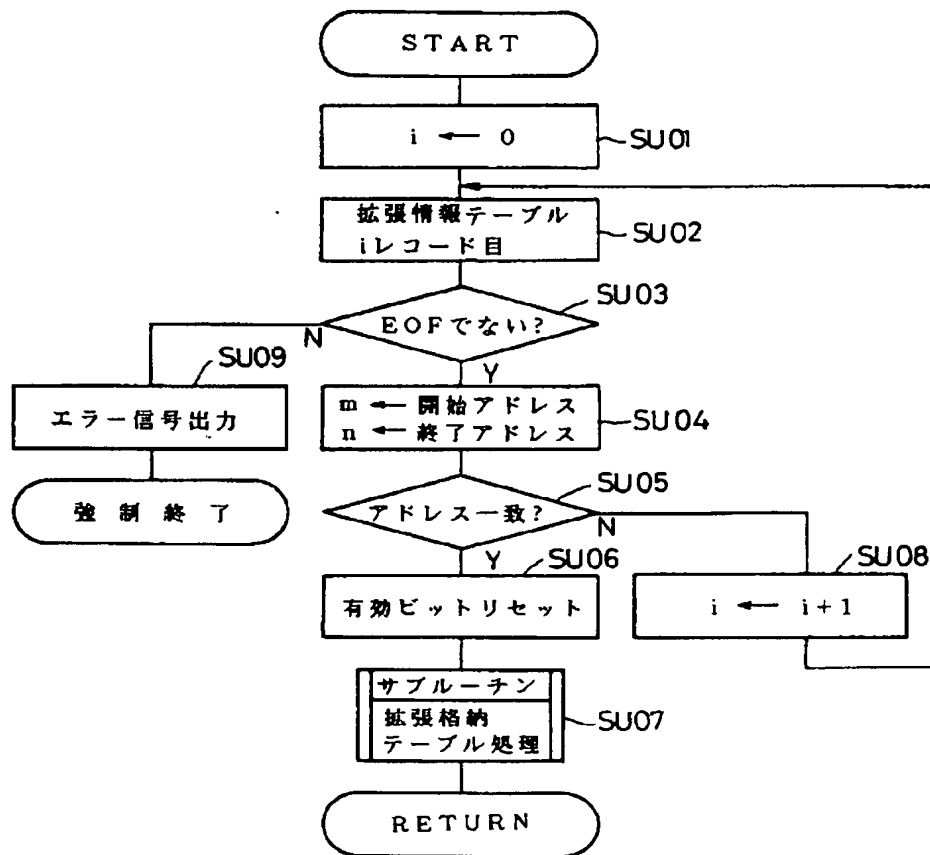 START
i ← 0
SU01
拡張情報テーブル
iレコード目
SU02
EOFでない?
SU03
N
Y
SU09
エラー信号出力
強制終了
m ← 開始アドレス
n ← 終了アドレス
SU04
アドレス一致?
SU05
N
Y
SU06
有効ビットリセット
SU08
i ← i+1
サブルーチン
拡張格納
テーブル処理
SU07
RETURN